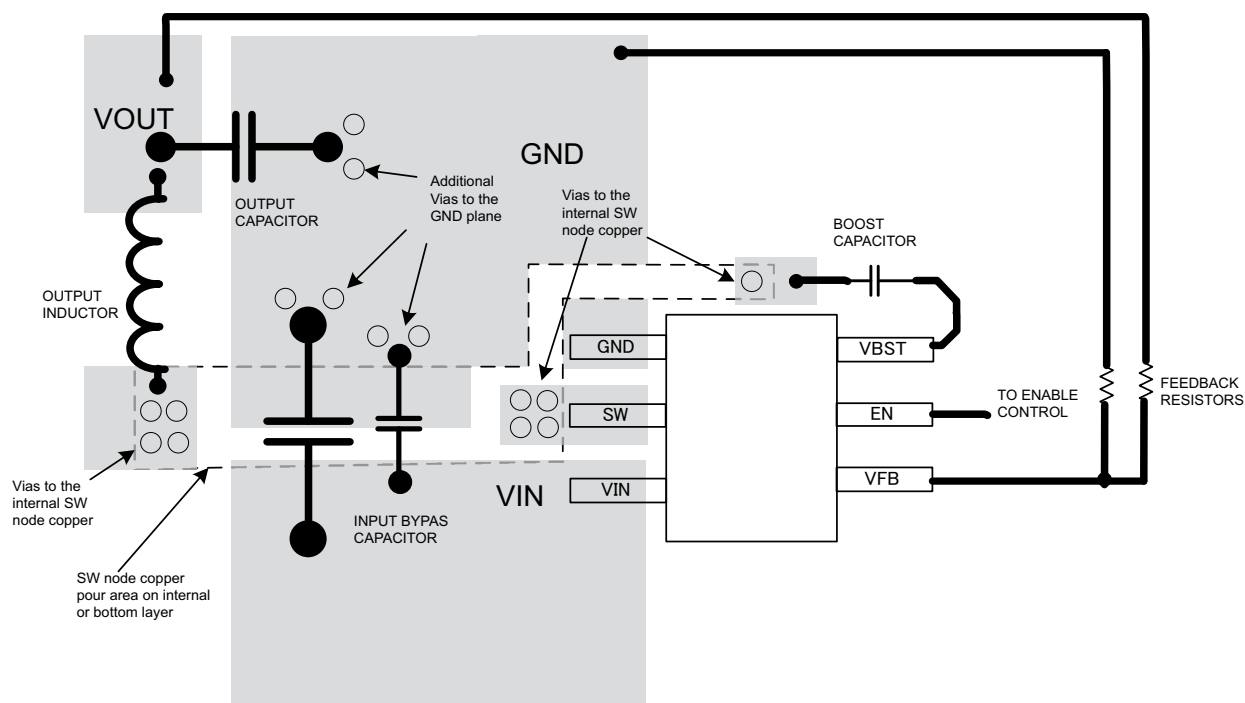 VOUT
GND
OUTPUT
CAPACITOR
Additional
Vias to the
GND plane
Vias to the
internal SW
node copper
BOOST
CAPACITOR
OUTPUT
INDUCTOR
GND
VBST
SW
EN
TO ENABLE
CONTROL
FEEDBACK
RESISTORS
VIN
VIN
VFB
Vias to the
internal SW
node copper
INPUT BYPAS
CAPACITOR
SW node copper
pour area on internal
or bottom layer